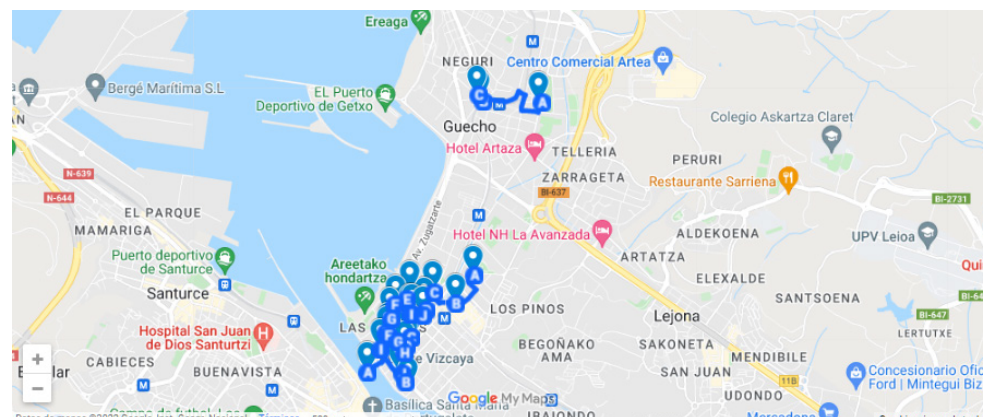 Ereaga
NEGURI
Centro Comercial Artea
Bergé Marítima S.L
EL Puerto
Deportivo de Getxo
Colegio Askartza Claret
Guecho
Hotel Artaza
TELLERIA
PERURI
N-639
N-644
ZARRAGETA
Restaurante Sarriena
BI-637
BI-2731
EL PARQUE
MAMARIGA
Av. Zugatzarte
Hotel NH La Avanzada
ALDEKOENA
UPV Leioa
Puerto deportivo
de Santurce
Areetako
hondartza
ARTATZA
ELEXALDE
Santurce
LOS PINOS
SANTSOENA
Lejona
BI-647
LERTUTXE
Hospital San Juan
de Dios Santurtzi
BEGOÑAKO
AMA
SAKONETA
MENDIBILE
CABIECES
BUENAVISTA
SAN JUAN
11B
UDONDO
Concesionario Ofic
Ford | Mintegui Biz
Google My Maps
A
C
A
C
B
F
E
I
J
G
F
G
H
A
B
+
−